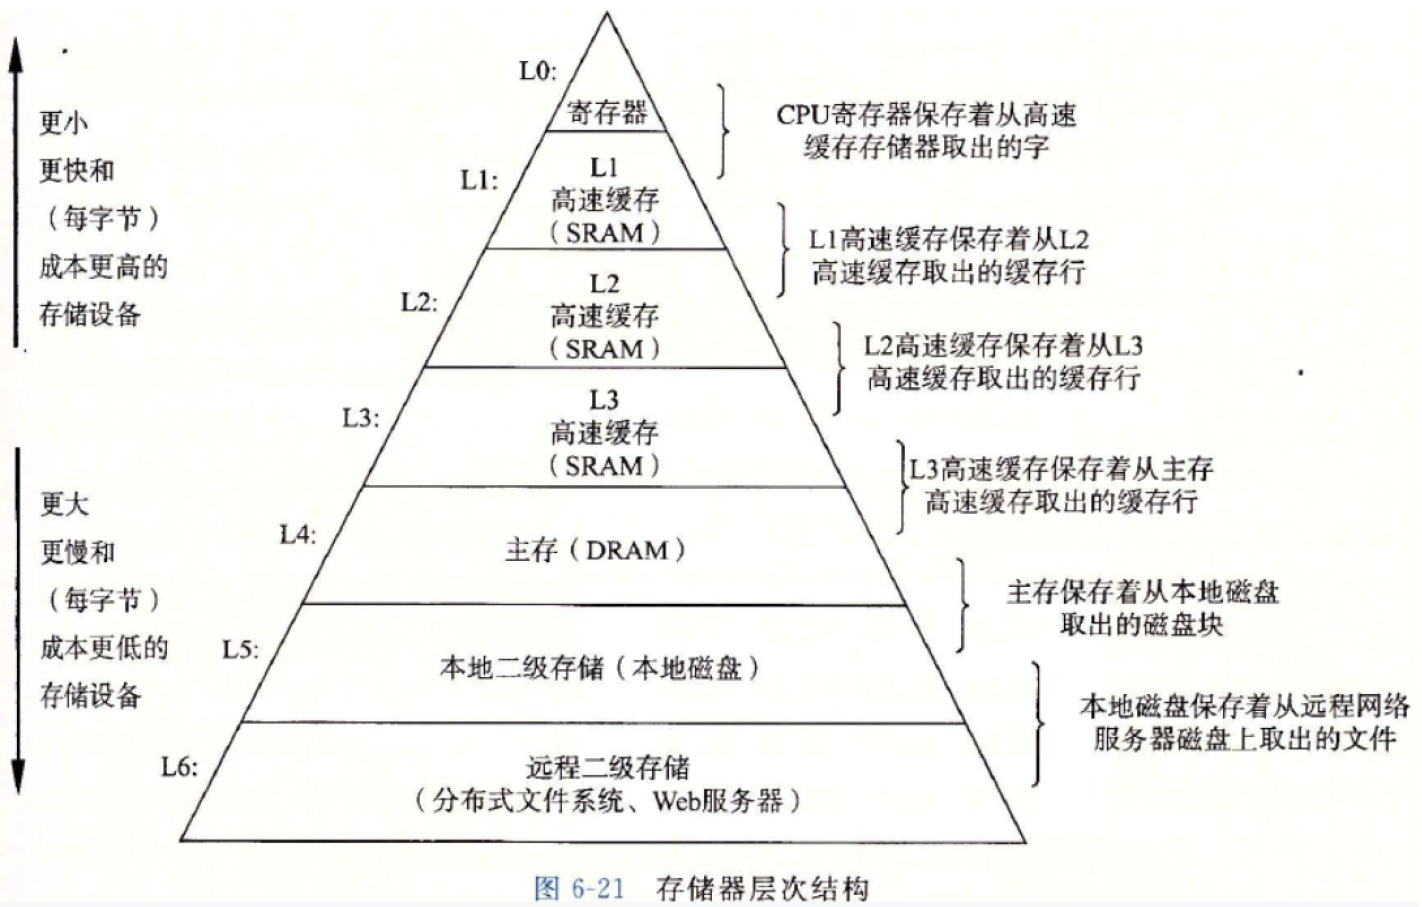 L0:
寄存器
CPU寄存器保存着从高速
缓存存储器取出的字
更小
更快和
（每字节）
成本更高的
存储设备
L1:
L1
高速缓存
（SRAM）
L1高速缓存保存着从L2
高速缓存取出的缓存行
L2:
L2
高速缓存
（SRAM）
L2高速缓存保存着从L3
高速缓存取出的缓存行
L3:
L3
高速缓存
（SRAM）
L3高速缓存保存着从主存
高速缓存取出的缓存行
更大
更慢和
（每字节）
成本更低的
存储设备
L4:
主存（DRAM）
主存保存着从本地磁盘
取出的磁盘块
L5:
本地二级存储（本地磁盘）
本地磁盘保存着从远程网络
服务器磁盘上取出的文件
L6:
远程二级存储
（分布式文件系统、Web服务器）
图 6-21 存储器层次结构